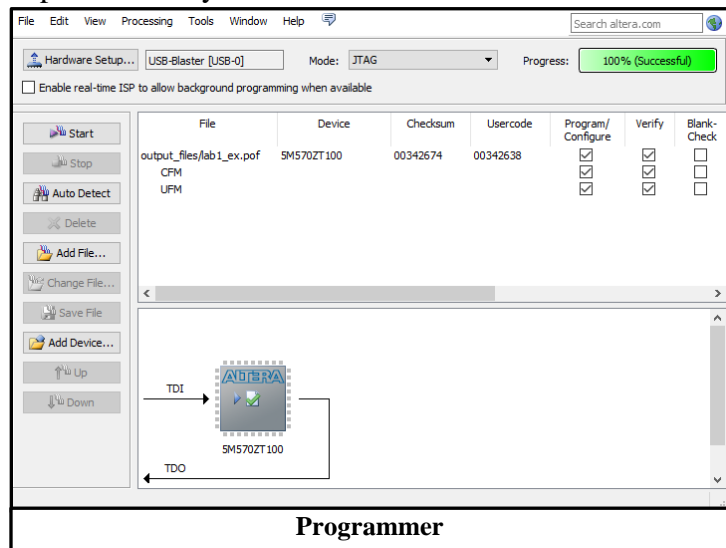 File Edit View Processing Tools Window Help Search altera.com
Hardware Setup... USB-Blaster [USB-0] Mode: JTAG Progress: 100% (Successful)
Enable real-time ISP to allow background programming when available
Start
Stop
Auto Detect
Delete
Add File...
Change File...
Save File
Add Device...
Up
Down
File Device Checksum Usercode Program/ Configure Verify Blank- Check
output_files/lab1_ex.pof 5M570ZT100 00342674 00342638
CFM
UFM
TDI
ALTERA
5M570ZT100
TDO
Programmer